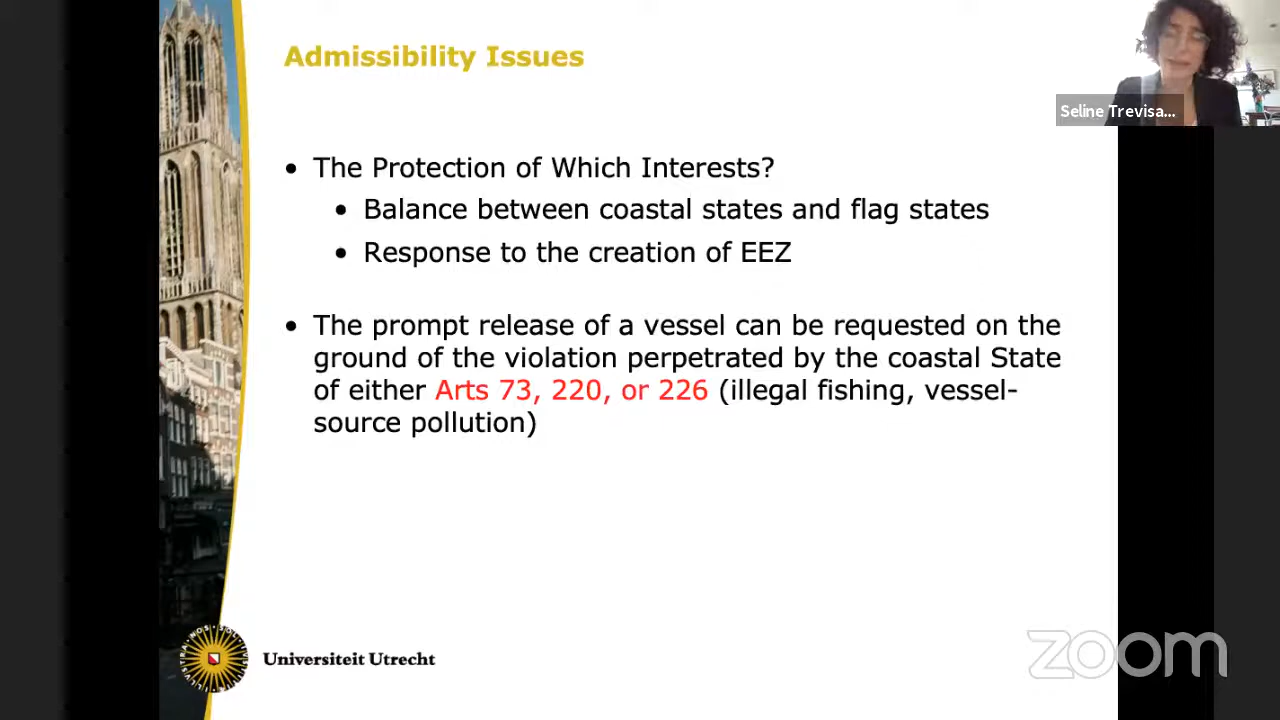 Admissibility Issues
Seline Trevisa...
• The Protection of Which Interests?
• Balance between coastal states and flag states
• Response to the creation of EEZ
• The prompt release of a vessel can be requested on the
ground of the violation perpetrated by the coastal State
of either Arts 73, 220, or 226 (illegal fishing, vessel-
source pollution)
Universiteit Utrecht
zoom